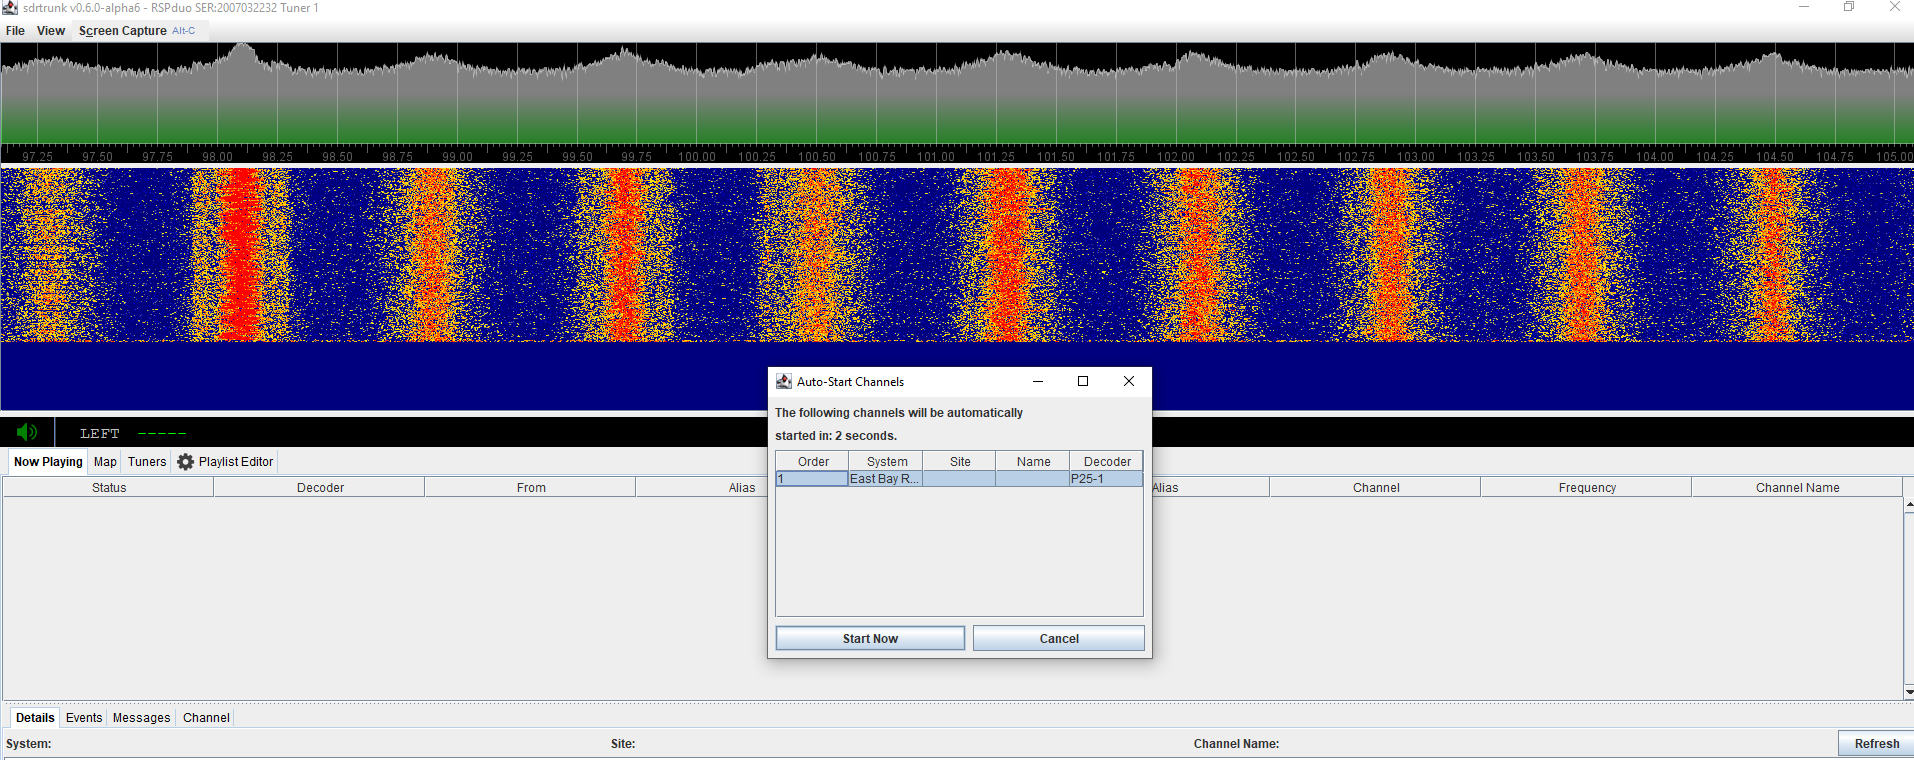 sdrtrunk v0.6.0-alpha6 - RSPduo SER:2007032232 Tuner 1
File View Screen Capture Alt-C
97.25 97.50 97.75 98.00 98.25 98.50 98.75 99.00 99.25 99.50 99.75 100.00 100.25 100.50 100.75 101.00 101.25 101.50 101.75 102.00 102.25 102.50 102.75 103.00 103.25 103.50 103.75 104.00 104.25 104.50 104.75 105.00
Auto-Start Channels
The following channels will be automatically
started in: 2 seconds.
Order System Site Name Decoder
1 East Bay R... P25-1
Start Now Cancel
LEFT -----
Now Playing Map Tuners Playlist Editor
Status Decoder From Alias Alias Channel Frequency Channel Name
Details Events Messages Channel
System: Site: Channel Name: Refresh